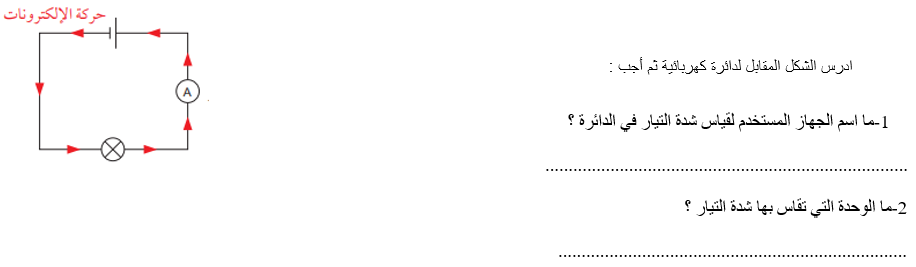 حركة الإلكترونات
A
ادرس الشكل المقابل لدائرة كهربائية ثم أجب :
1-ما اسم الجهاز المستخدم لقياس شدة التيار في الدائرة ؟
................................................................................
2-ما الوحدة التي تقاس بها شدة التيار ؟
.............................................................................